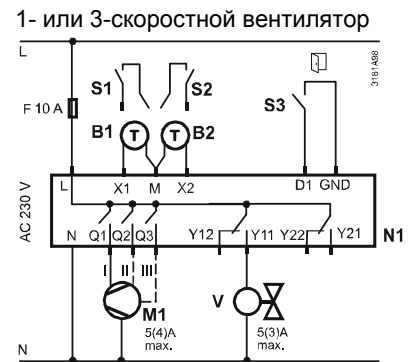 1- или 3-скоростной вентилятор
L
S1 S2
S3
3181A98
F 10 A
B1 T T B2
L X1 M X2 D1 GND
AC 230 V
N Q1 Q2 Q3 Y12 Y11 Y22 Y21 N1
I II III
M1 V
5(4)A max.
5(3)A max.
N